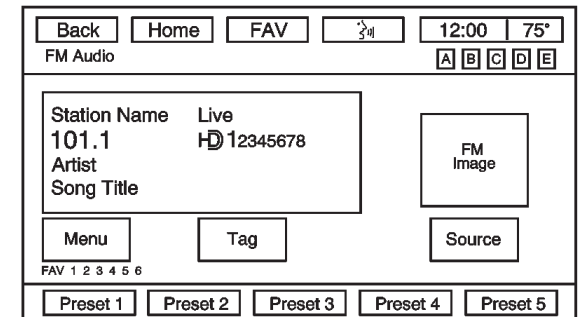 Back Home FAV 12:00 75°
FM Audio A B C D E
Station Name Live
101.1 HD 12345678
Artist
Song Title
FM
Image
Menu Tag Source
FAV 1 2 3 4 5 6
Preset 1 Preset 2 Preset 3 Preset 4 Preset 5